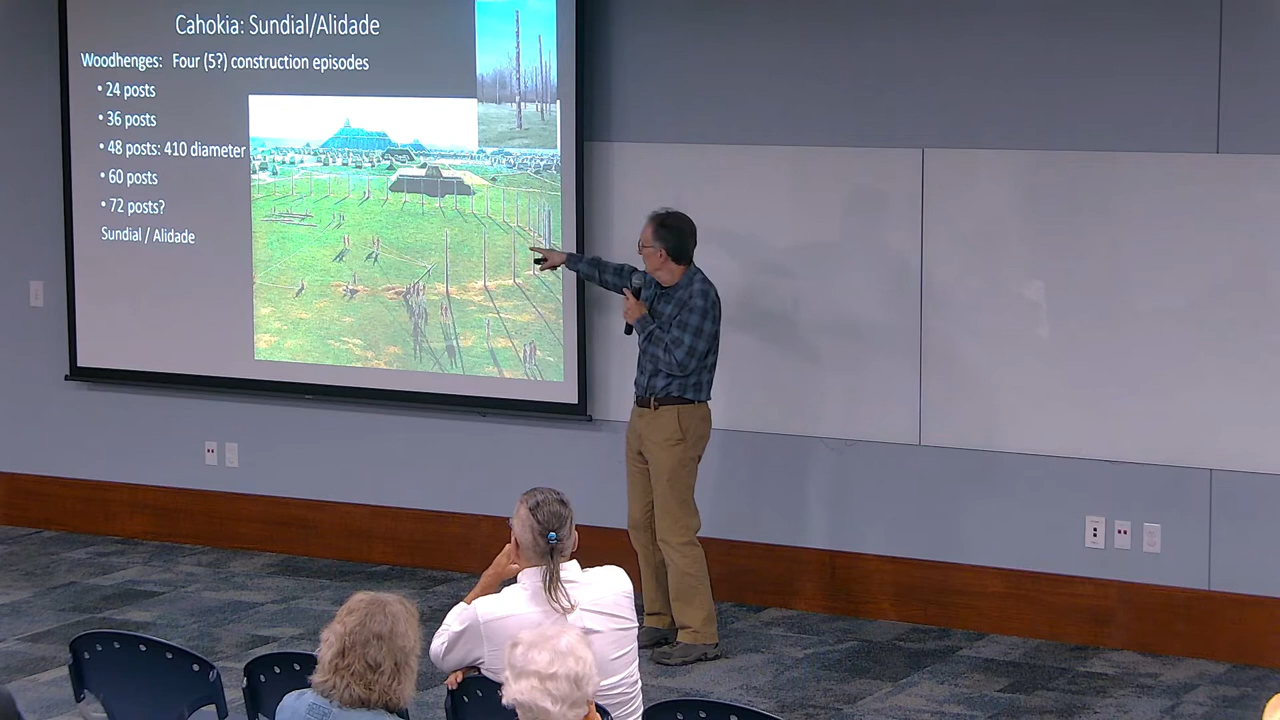 Cahokia: Sundial/Alidade
Woodhenges: Four (5?) construction episodes
• 24 posts
• 36 posts
• 48 posts: 410 diameter
• 60 posts
• 72 posts?
Sundial / Alidade